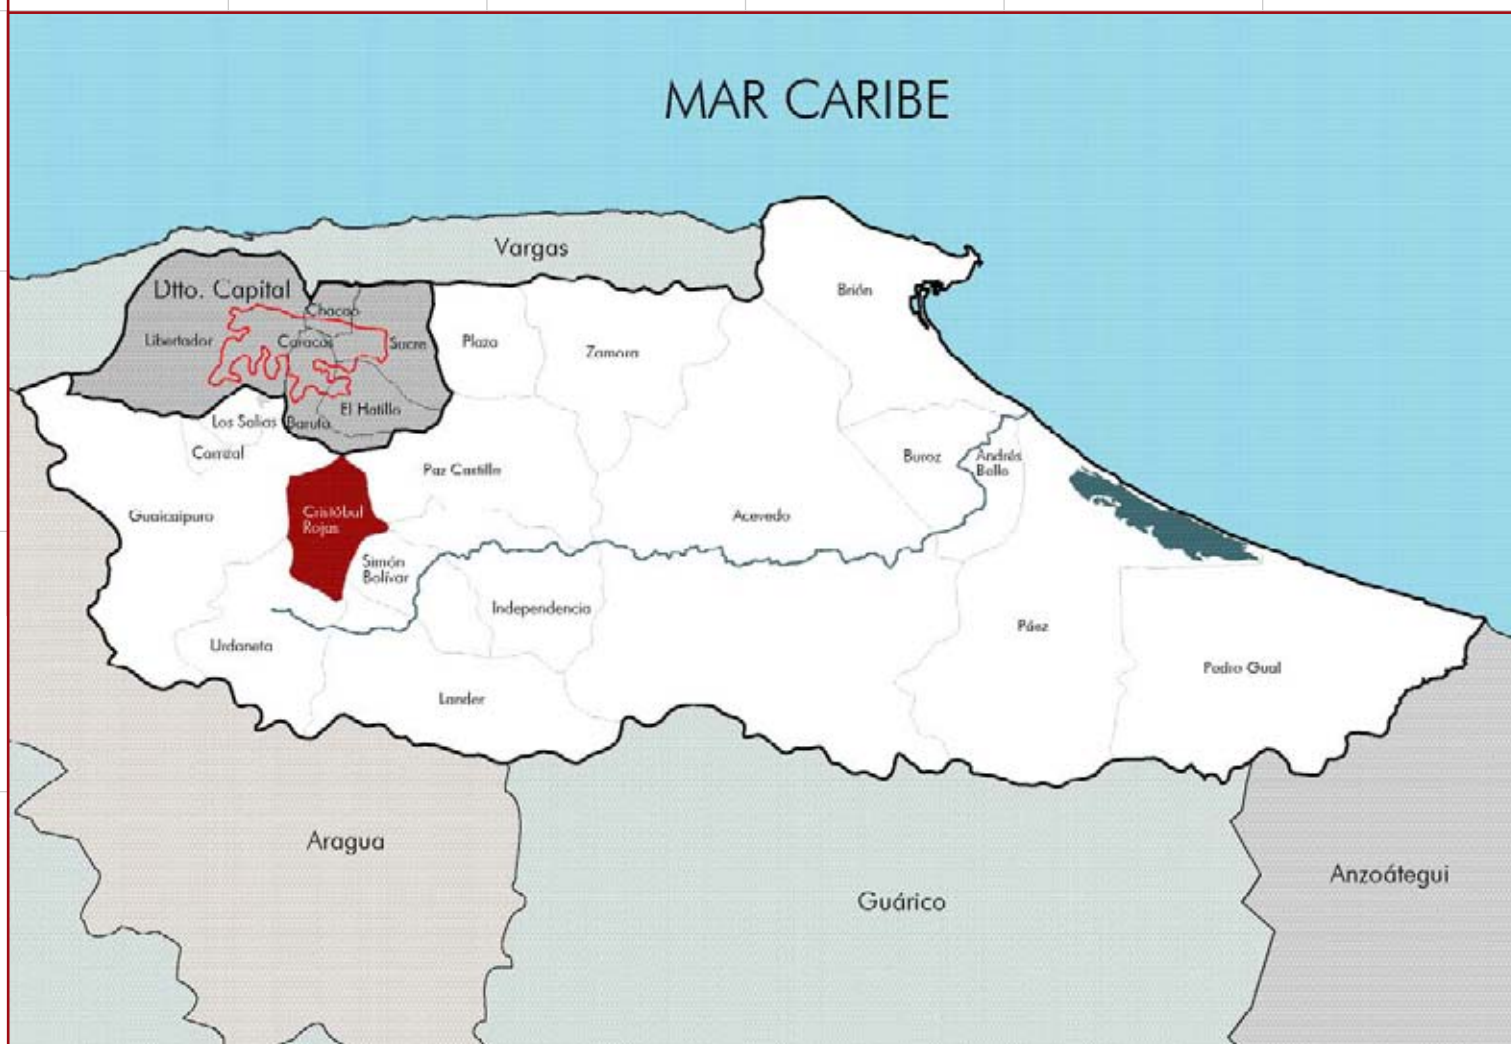 MAR CARIBE
Vargas
Dtto. Capital
Chacao
Brión
Libertador
Caracas
Sucre
Plaza
Zamora
El Hatillo
Los Salias
Baruta
Carrizal
Paz Castillo
Buroz
Andrés
Bello
Guaicaipuro
Cristóbal
Rojas
Acevedo
Simón
Bolívar
Independencia
Páez
Urdaneta
Pedro Gual
Lander
Aragua
Anzoátegui
Guárico